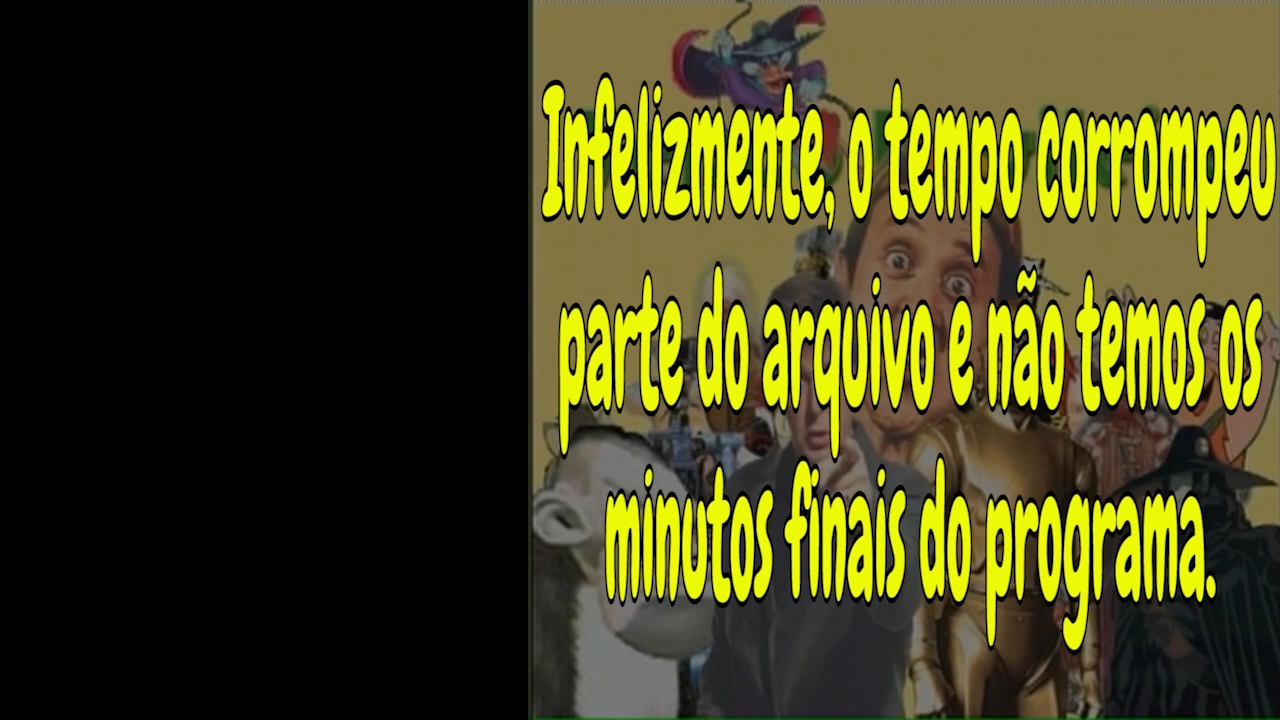 Infelizmente, o tempo corrompeu
parte do arquivo e não temos os
minutos finais do programa.